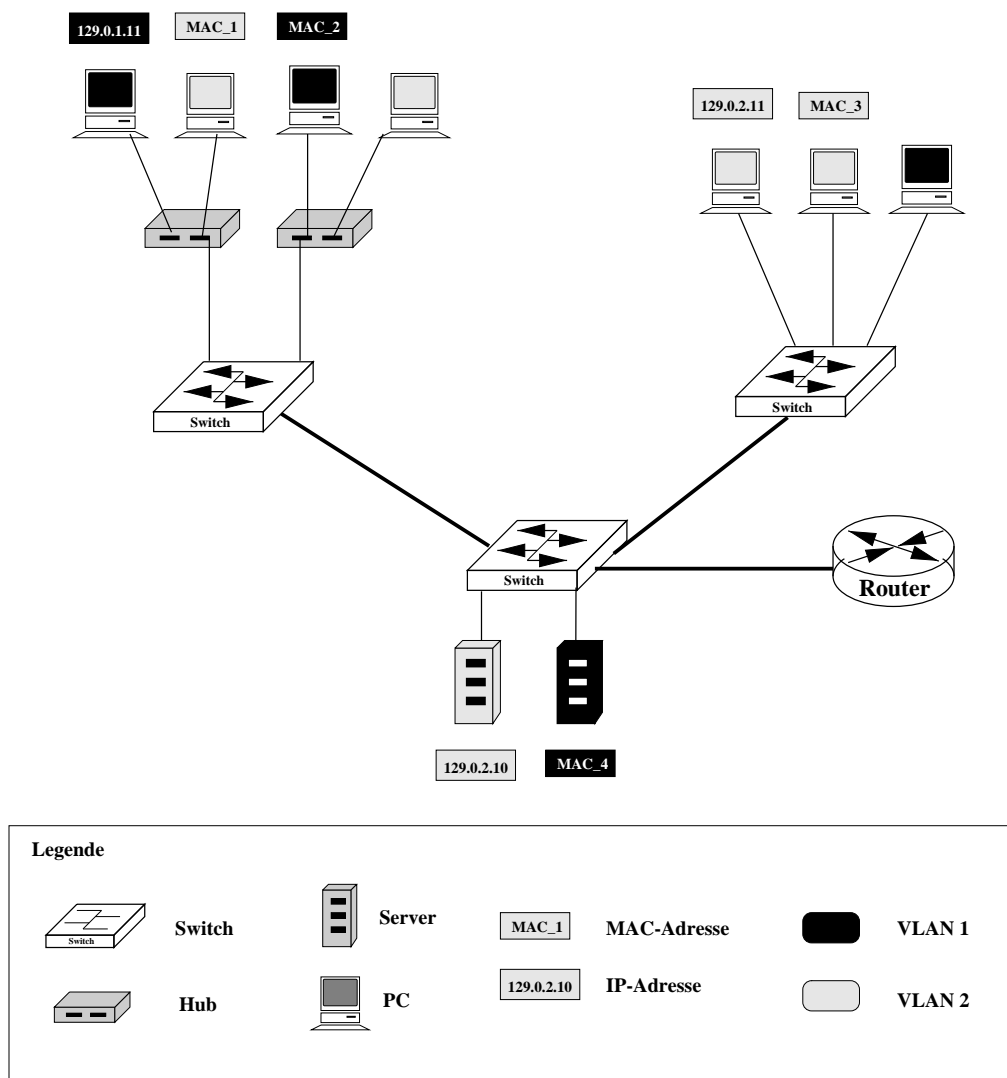 129.0.1.11
MAC_1
MAC_2
129.0.2.11
MAC_3
Switch
Switch
Switch
Router
129.0.2.10
MAC_4
Legende
Switch
Switch
Server
MAC_1
MAC-Adresse
VLAN 1
Hub
PC
129.0.2.10
IP-Adresse
VLAN 2